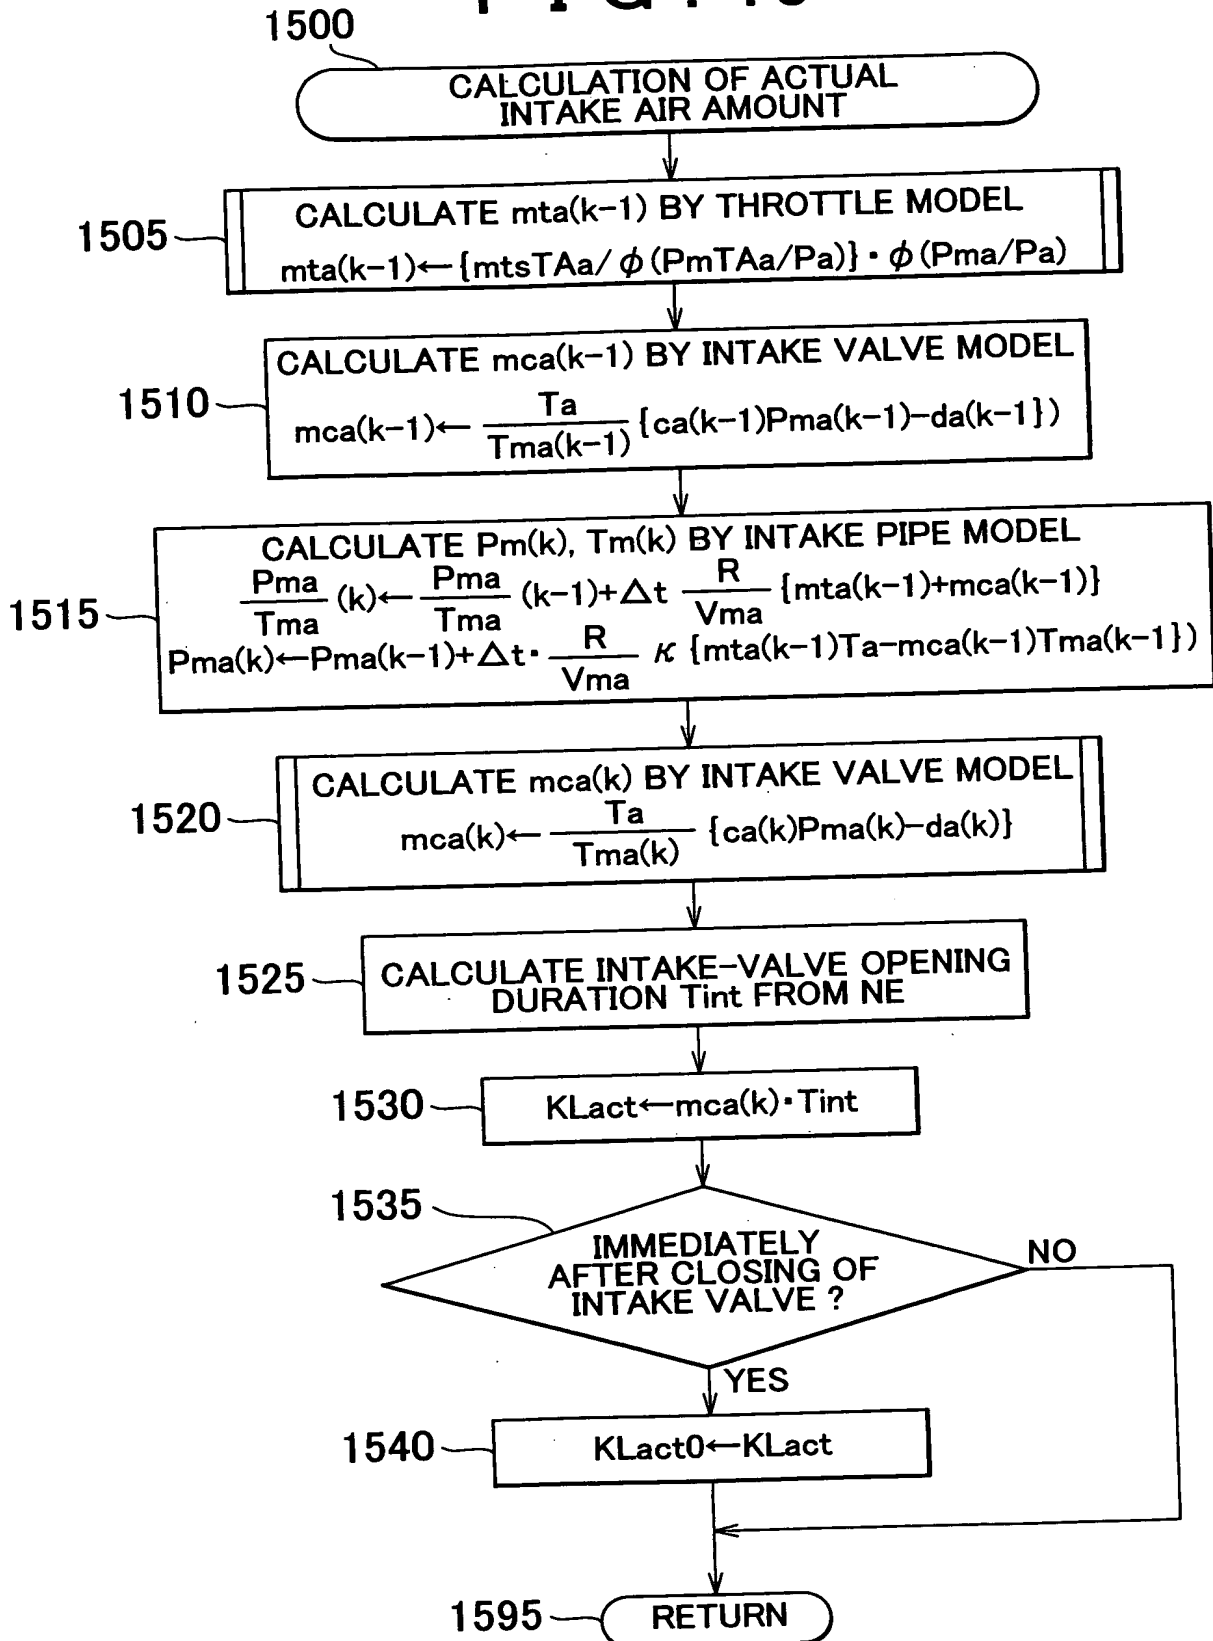 1500
CALCULATION OF ACTUAL
INTAKE AIR AMOUNT
1505
CALCULATE mta(k-1) BY THROTTLE MODEL
mta(k-1)←{mtsTAa/ϕ(PmTAa/Pa)}·ϕ(Pma/Pa)
1510
CALCULATE mca(k-1) BY INTAKE VALVE MODEL
mca(k-1)← Ta/Tma(k-1) {ca(k-1)Pma(k-1)-da(k-1})
1515
CALCULATE Pm(k), Tm(k) BY INTAKE PIPE MODEL
Pma/Tma (k)← Pma/Tma (k-1)+△t R/Vma {mta(k-1)+mca(k-1)}
Pma(k)←Pma(k-1)+△t· R/Vma κ {mta(k-1)Ta-mca(k-1)Tma(k-1})
1520
CALCULATE mca(k) BY INTAKE VALVE MODEL
mca(k)← Ta/Tma(k) {ca(k)Pma(k)-da(k)}
1525
CALCULATE INTAKE-VALVE OPENING
DURATION Tint FROM NE
1530
KLact←mca(k)·Tint
1535
IMMEDIATELY
AFTER CLOSING OF
INTAKE VALVE ?
NO
YES
1540
KLact0←KLact
1595
RETURN